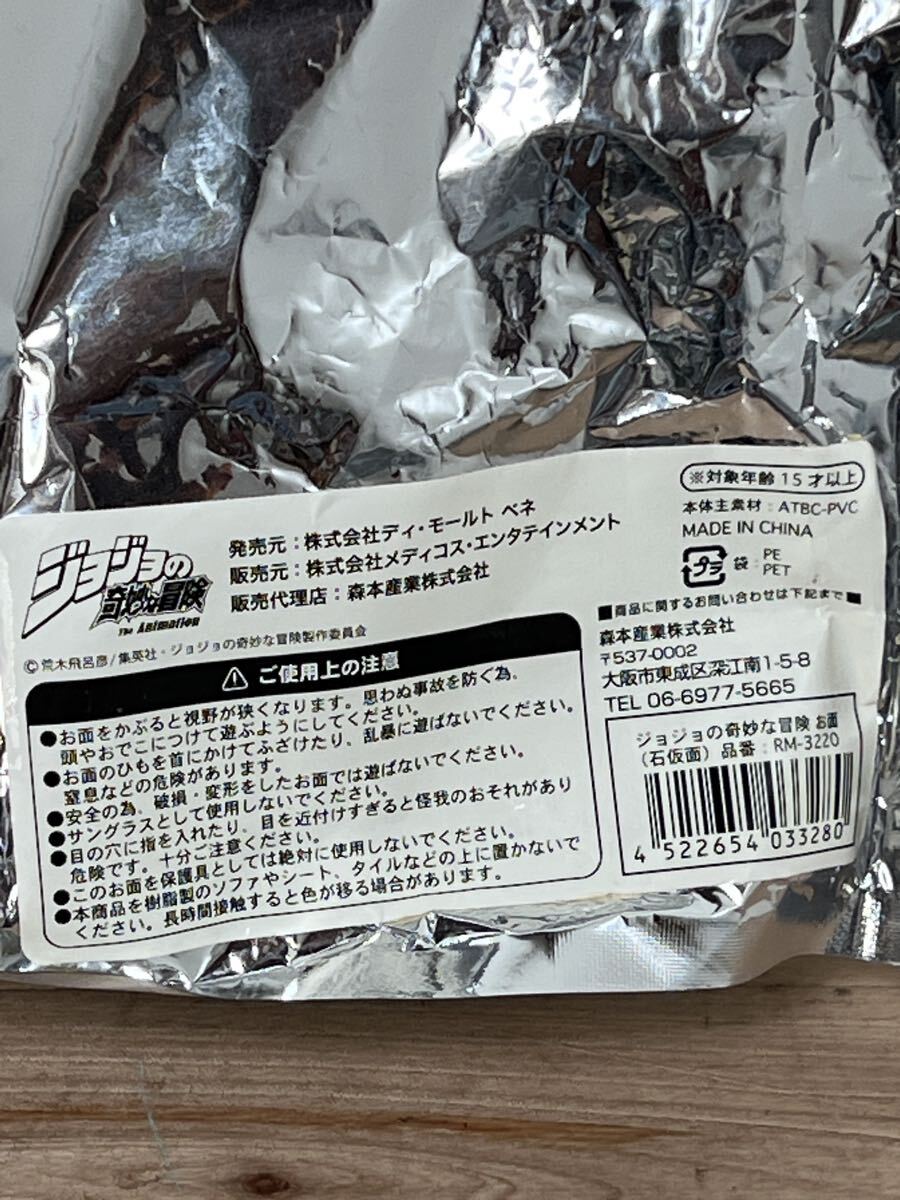 ジョジョの
奇妙な冒険
The Animation
発売元：株式会社ディ・モールト ベネ
販売元：株式会社メディコス・エンタテインメント
販売代理店：森本産業株式会社
©荒木飛呂彦/集英社・ジョジョの奇妙な冒険製作委員会
⚠ ご使用上の注意
●お面をかぶると視野が狭くなります。思わぬ事故を防ぐ為、
頭やおでこにつけて遊ぶようにしてください。
●お面のひもを首にかけてふざけたり、乱暴に遊ばないでください。
窒息などの危険があります。
●安全の為、破損・変形をしたお面では遊ばないでください。
●サングラスとして使用しないでください。
●目の穴に指を入れたり、目を近付けすぎると怪我のおそれがあり
危険です。十分ご注意ください。
●このお面を保護具としては絶対に使用しないでください。
●本商品を樹脂製のソファやシート、タイルなどの上に置かないで
ください。長時間接触すると色が移る場合があります。
※対象年齢15才以上
本体主素材：ATBC-PVC
MADE IN CHINA
プラ 袋：PE
PET
■商品に関するお問い合わせは下記まで■
森本産業株式会社
〒537-0002
大阪市東成区深江南1-5-8
TEL 06-6977-5665
ジョジョの奇妙な冒険 お面
（石仮面）品番：RM-3220
4 522654 033280